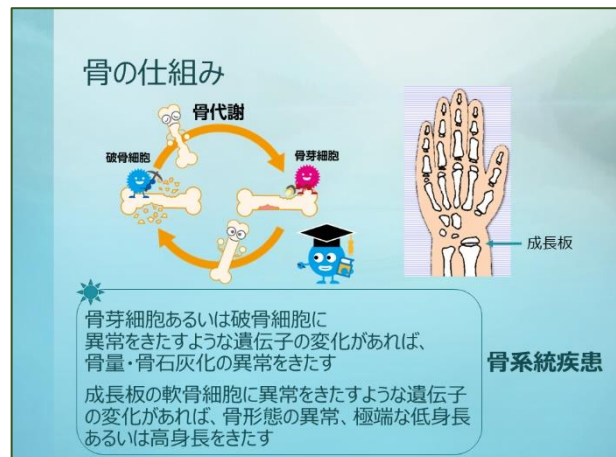 骨の仕組み
骨代謝
破骨細胞
骨芽細胞
成長板
骨芽細胞あるいは破骨細胞に
異常をきたすような遺伝子の変化があれば、
骨量・骨石灰化の異常をきたす
成長板の軟骨細胞に異常をきたすような遺伝子
の変化があれば、骨形態の異常、極端な低身長
あるいは高身長をきたす
骨系統疾患